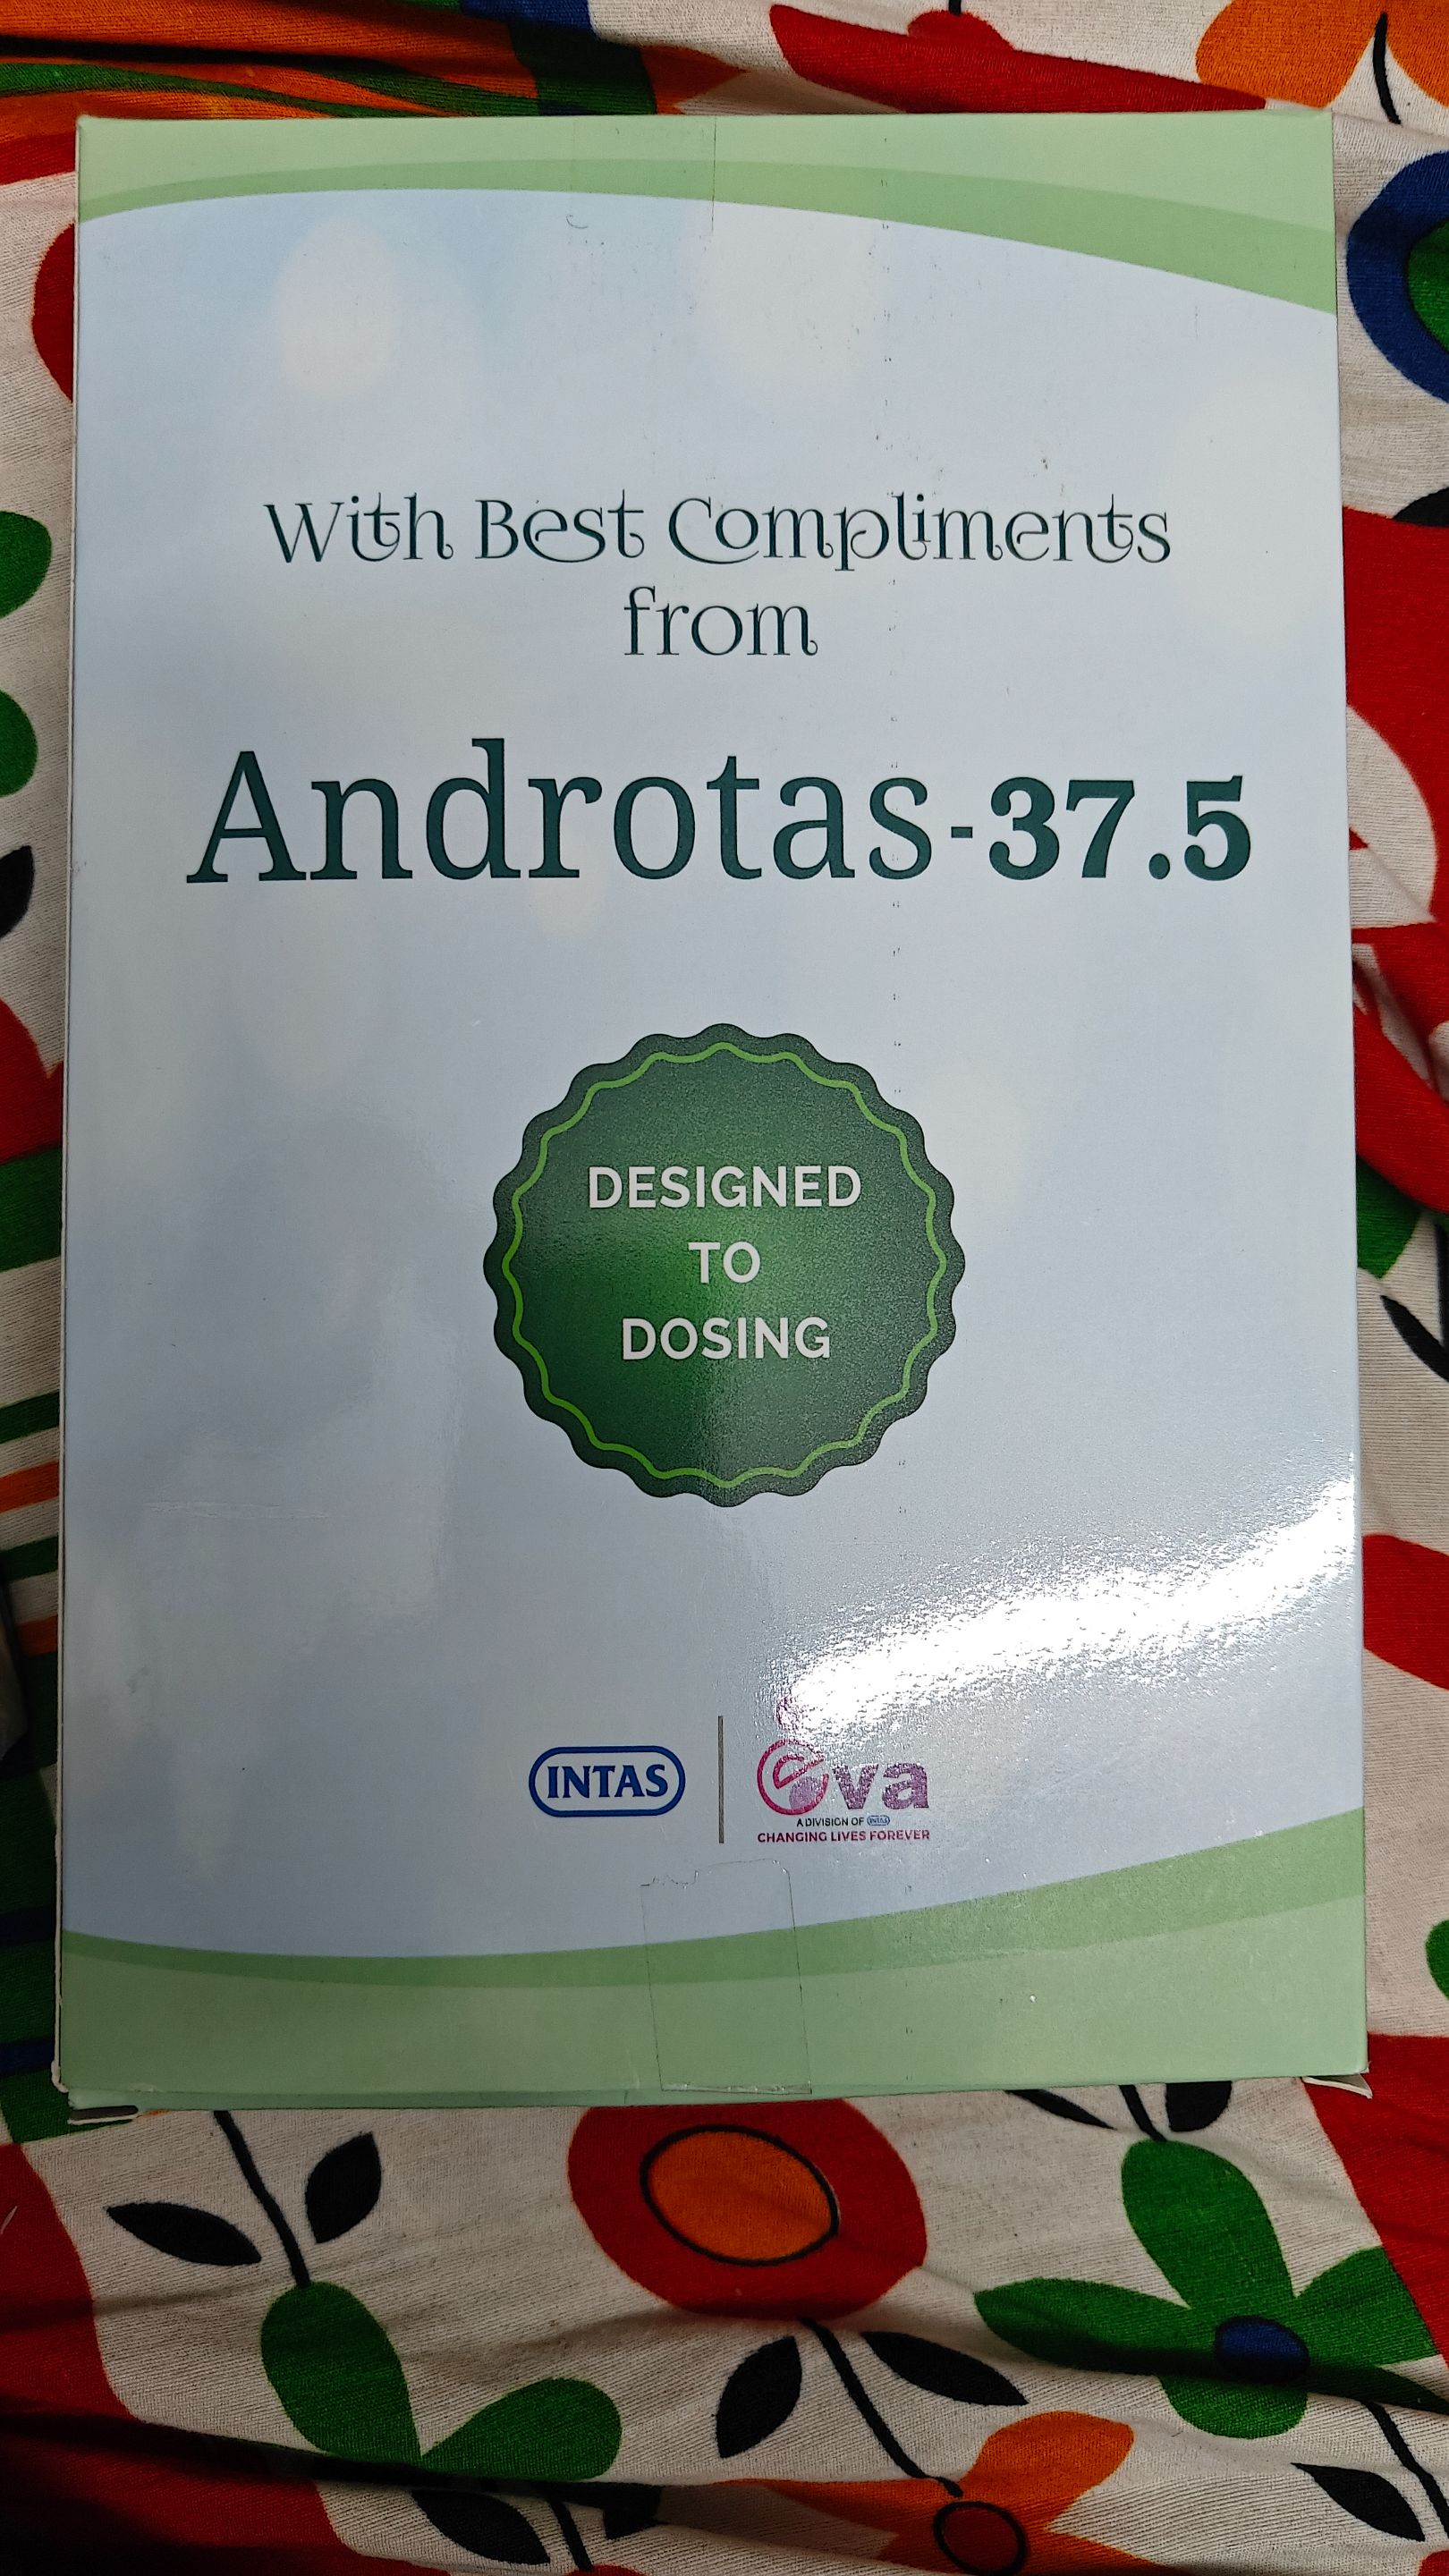 With Best Compliments
from
Androtas-37.5
DESIGNED
TO
DOSING
INTAS
eva
A DIVISION OF INTAS
CHANGING LIVES FOREVER